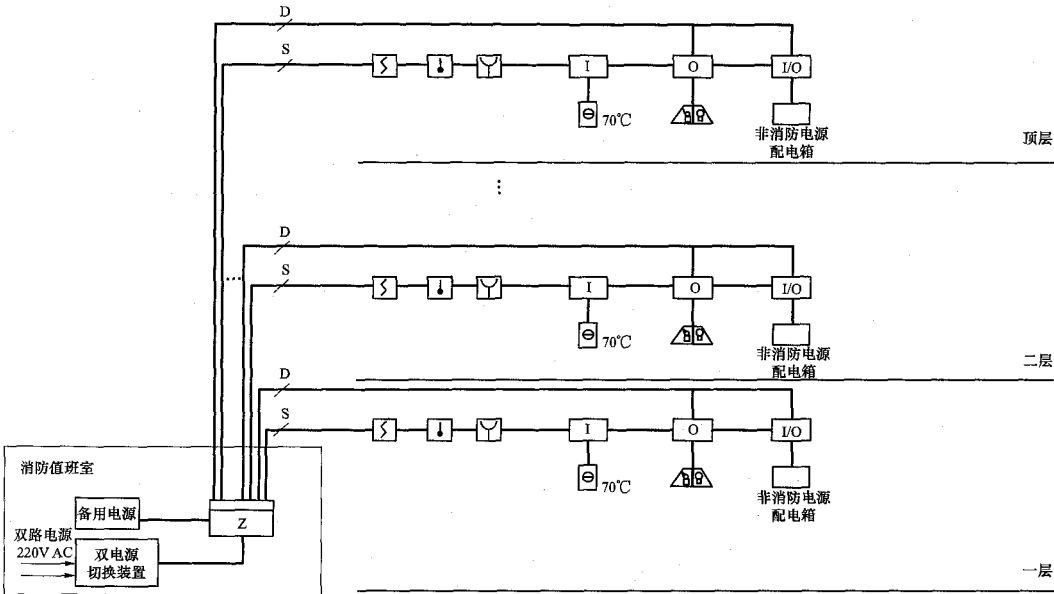 D
S
I
O
I/O
70℃
非消防电源
配电箱
顶层
D
S
I
O
I/O
70℃
非消防电源
配电箱
二层
D
S
I
O
I/O
70℃
非消防电源
配电箱
消防值班室
备用电源
Z
双路电源
220V AC
双电源
切换装置
一层